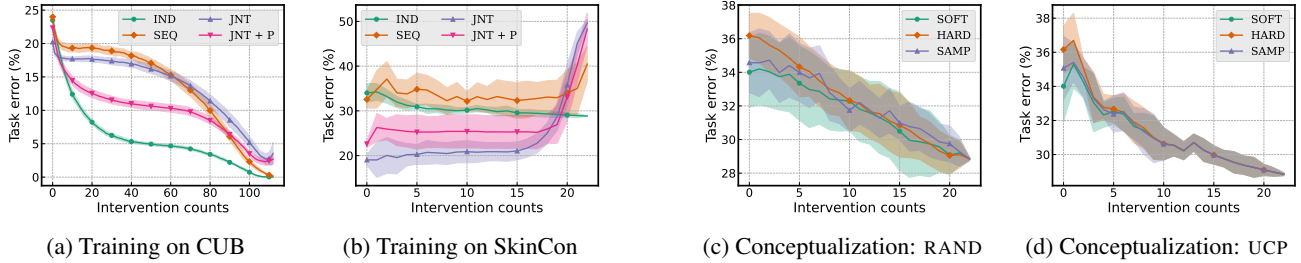 IND
SEQ
JNT
JNT + P
Task error (%)
25
20
15
10
5
0
0 20 40 60 80 100
Intervention counts
(a) Training on CUB
IND
SEQ
JNT
JNT + P
Task error (%)
50
40
30
20
0 5 10 15 20
Intervention counts
(b) Training on SkinCon
SOFT
HARD
SAMP
Task error (%)
38
36
34
32
30
28
0 5 10 15 20
Intervention counts
(c) Conceptualization: RAND
SOFT
HARD
SAMP
Task error (%)
38
36
34
32
30
0 5 10 15 20
Intervention counts
(d) Conceptualization: UCP